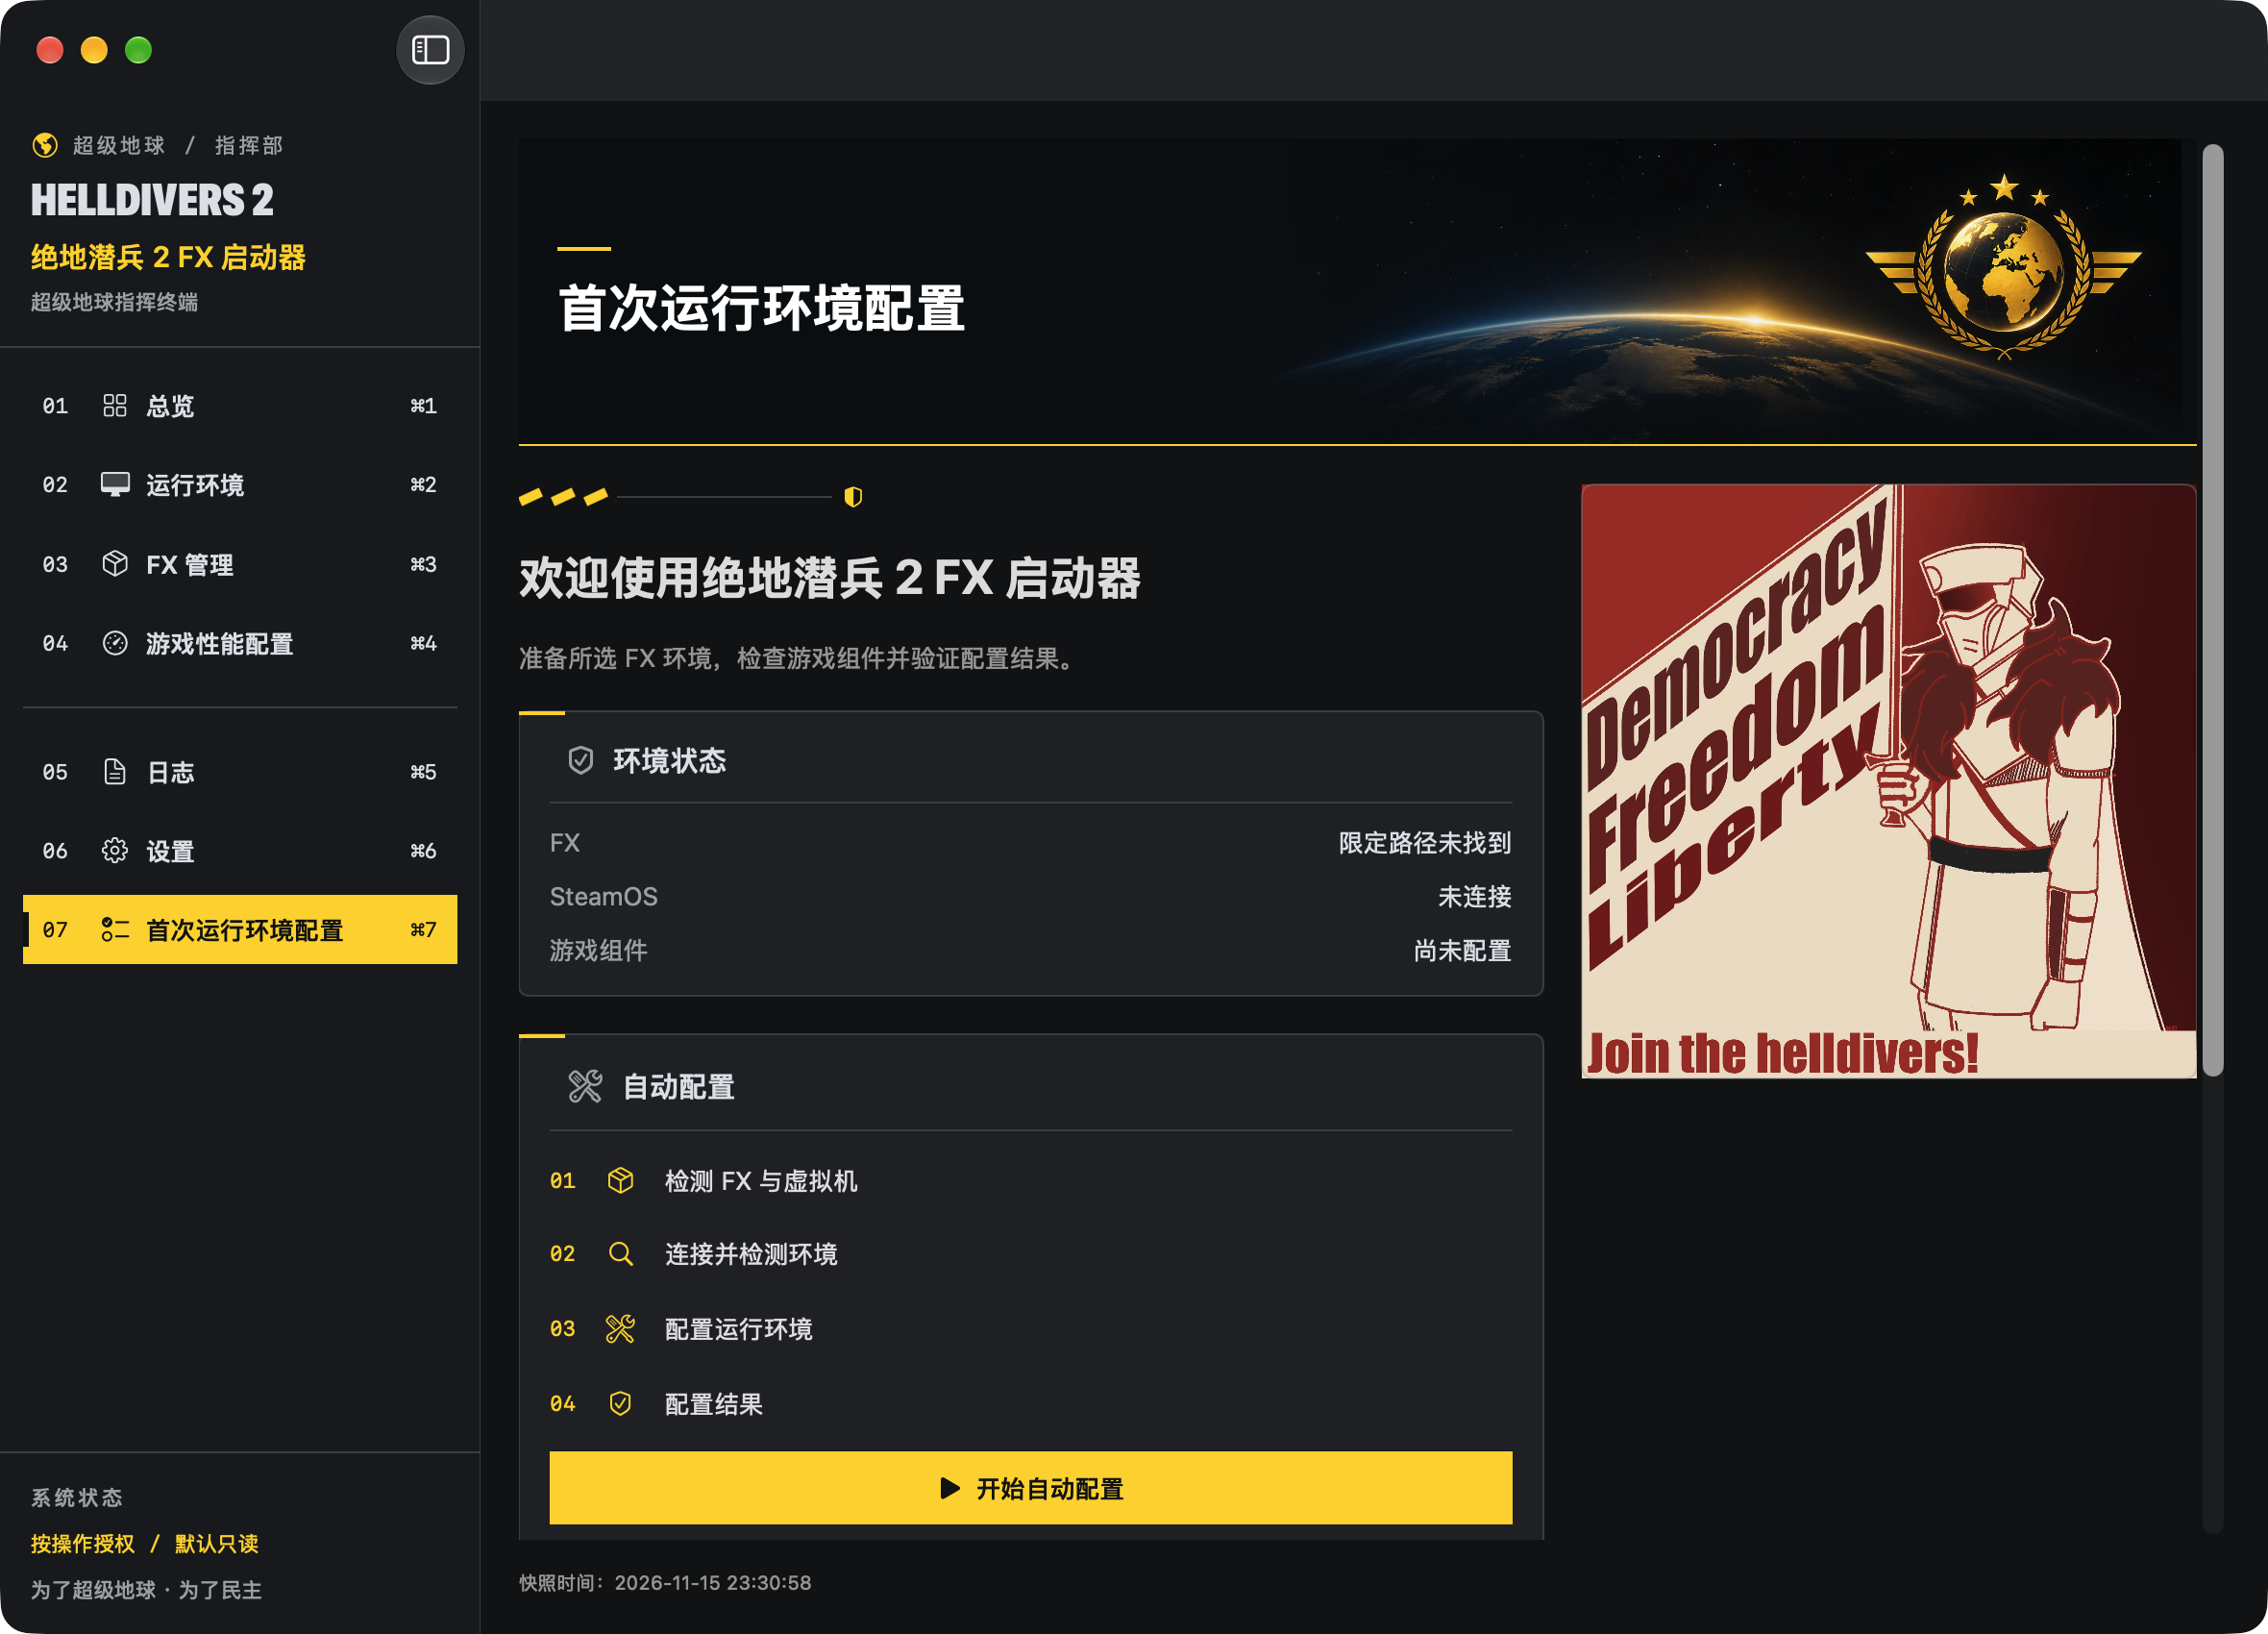 超级地球 / 指挥部
HELLDIVERS 2
绝地潜兵 2 FX 启动器
超级地球指挥终端
01 总览 ⌘1
02 运行环境 ⌘2
03 FX 管理 ⌘3
04 游戏性能配置 ⌘4
05 日志 ⌘5
06 设置 ⌘6
07 首次运行环境配置 ⌘7
系统状态
按操作授权 / 默认只读
为了超级地球 · 为了民主
首次运行环境配置
欢迎使用绝地潜兵 2 FX 启动器
准备所选 FX 环境，检查游戏组件并验证配置结果。
环境状态
FX 限定路径未找到
SteamOS 未连接
游戏组件 尚未配置
自动配置
01 检测 FX 与虚拟机
02 连接并检测环境
03 配置运行环境
04 配置结果
开始自动配置
快照时间：2026-11-15 23:30:58
Democracy
Freedom
Liberty
Join the helldivers!